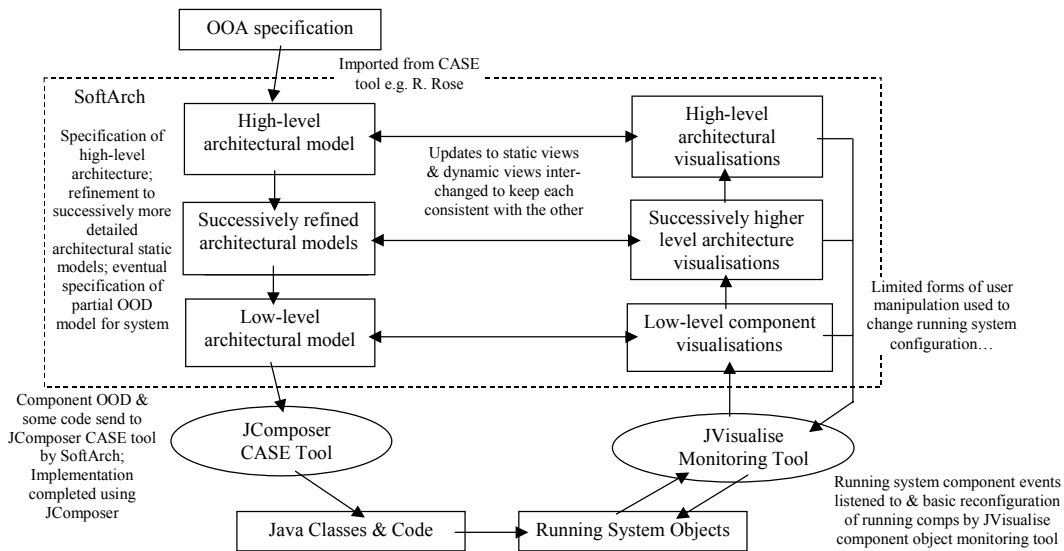 OOA specification
Imported from CASE
tool e.g. R. Rose
SoftArch
Specification of
high-level
architecture;
refinement to
successively more
detailed
architectural static
models; eventual
specification of
partial OOD
model for system
High-level
architectural model
Updates to static views
& dynamic views inter-
changed to keep each
consistent with the other
High-level
architectural
visualisations
Successively refined
architectural models
Successively higher
level architecture
visualisations
Low-level
architectural model
Low-level component
visualisations
Limited forms of user
manipulation used to
change running system
configuration…
Component OOD &
some code send to
JComposer CASE tool
by SoftArch;
Implementation
completed using
JComposer
JComposer
CASE Tool
JVisualise
Monitoring Tool
Running system component events
listened to & basic reconfiguration
of running comps by JVisualise
component object monitoring tool
Java Classes & Code
Running System Objects